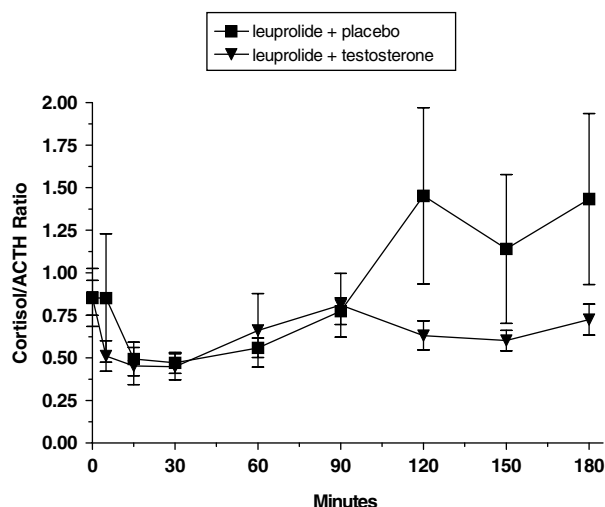 leuprolide + placebo
leuprolide + testosterone
Cortisol/ACTH Ratio
2.00
1.75
1.50
1.25
1.00
0.75
0.50
0.25
0.00
0 30 60 90 120 150 180
Minutes